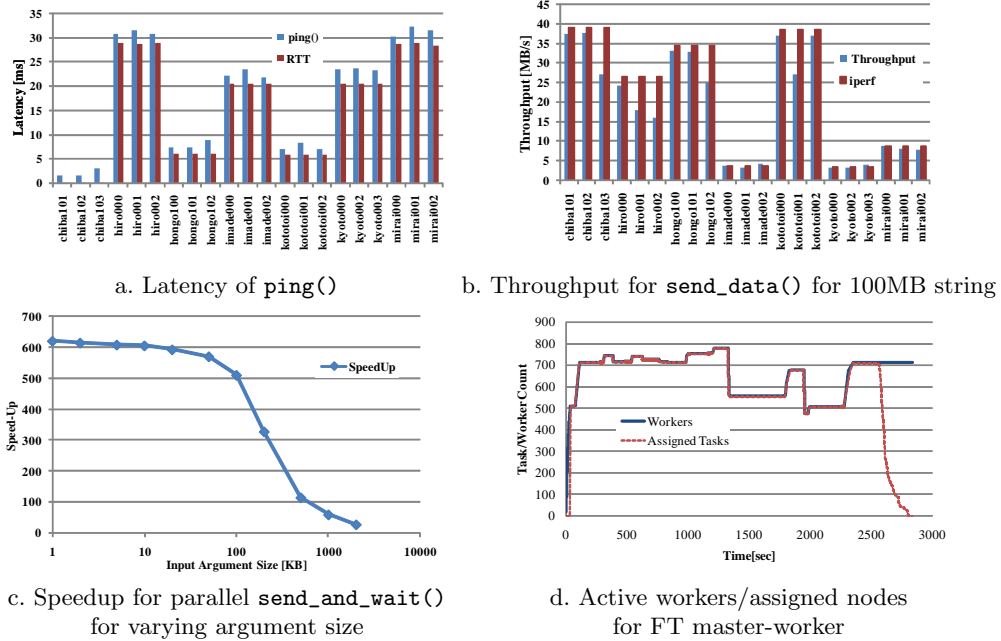 35
30
25
20
15
10
5
0
Latency [ms]
ping()
RTT
chiba101
chiba102
chiba103
hiro000
hiro001
hiro002
hongo100
hongo101
hongo102
imade000
imade001
imade002
kototoi000
kototoi001
kototoi002
kyoto000
kyoto002
kyoto003
mirai000
mirai001
mirai002
a. Latency of ping()
45
40
35
30
25
20
15
10
5
0
Throughput [MB/s]
Throughput
iperf
chiba101
chiba102
chiba103
hiro000
hiro001
hiro002
hongo100
hongo101
hongo102
imade000
imade001
imade002
kototoi000
kototoi001
kototoi002
kyoto000
kyoto002
kyoto003
mirai000
mirai001
mirai002
b. Throughput for send_data() for 100MB string
700
600
500
400
300
200
100
0
Speed-Up
SpeedUp
1 10 100 1000 10000
Input Argument Size [KB]
c. Speedup for parallel send_and_wait()
for varying argument size
900
800
700
600
500
400
300
200
100
0
Task/Worker Count
Workers
Assigned Tasks
0 500 1000 1500 2000 2500 3000
Time[sec]
d. Active workers/assigned nodes
for FT master-worker